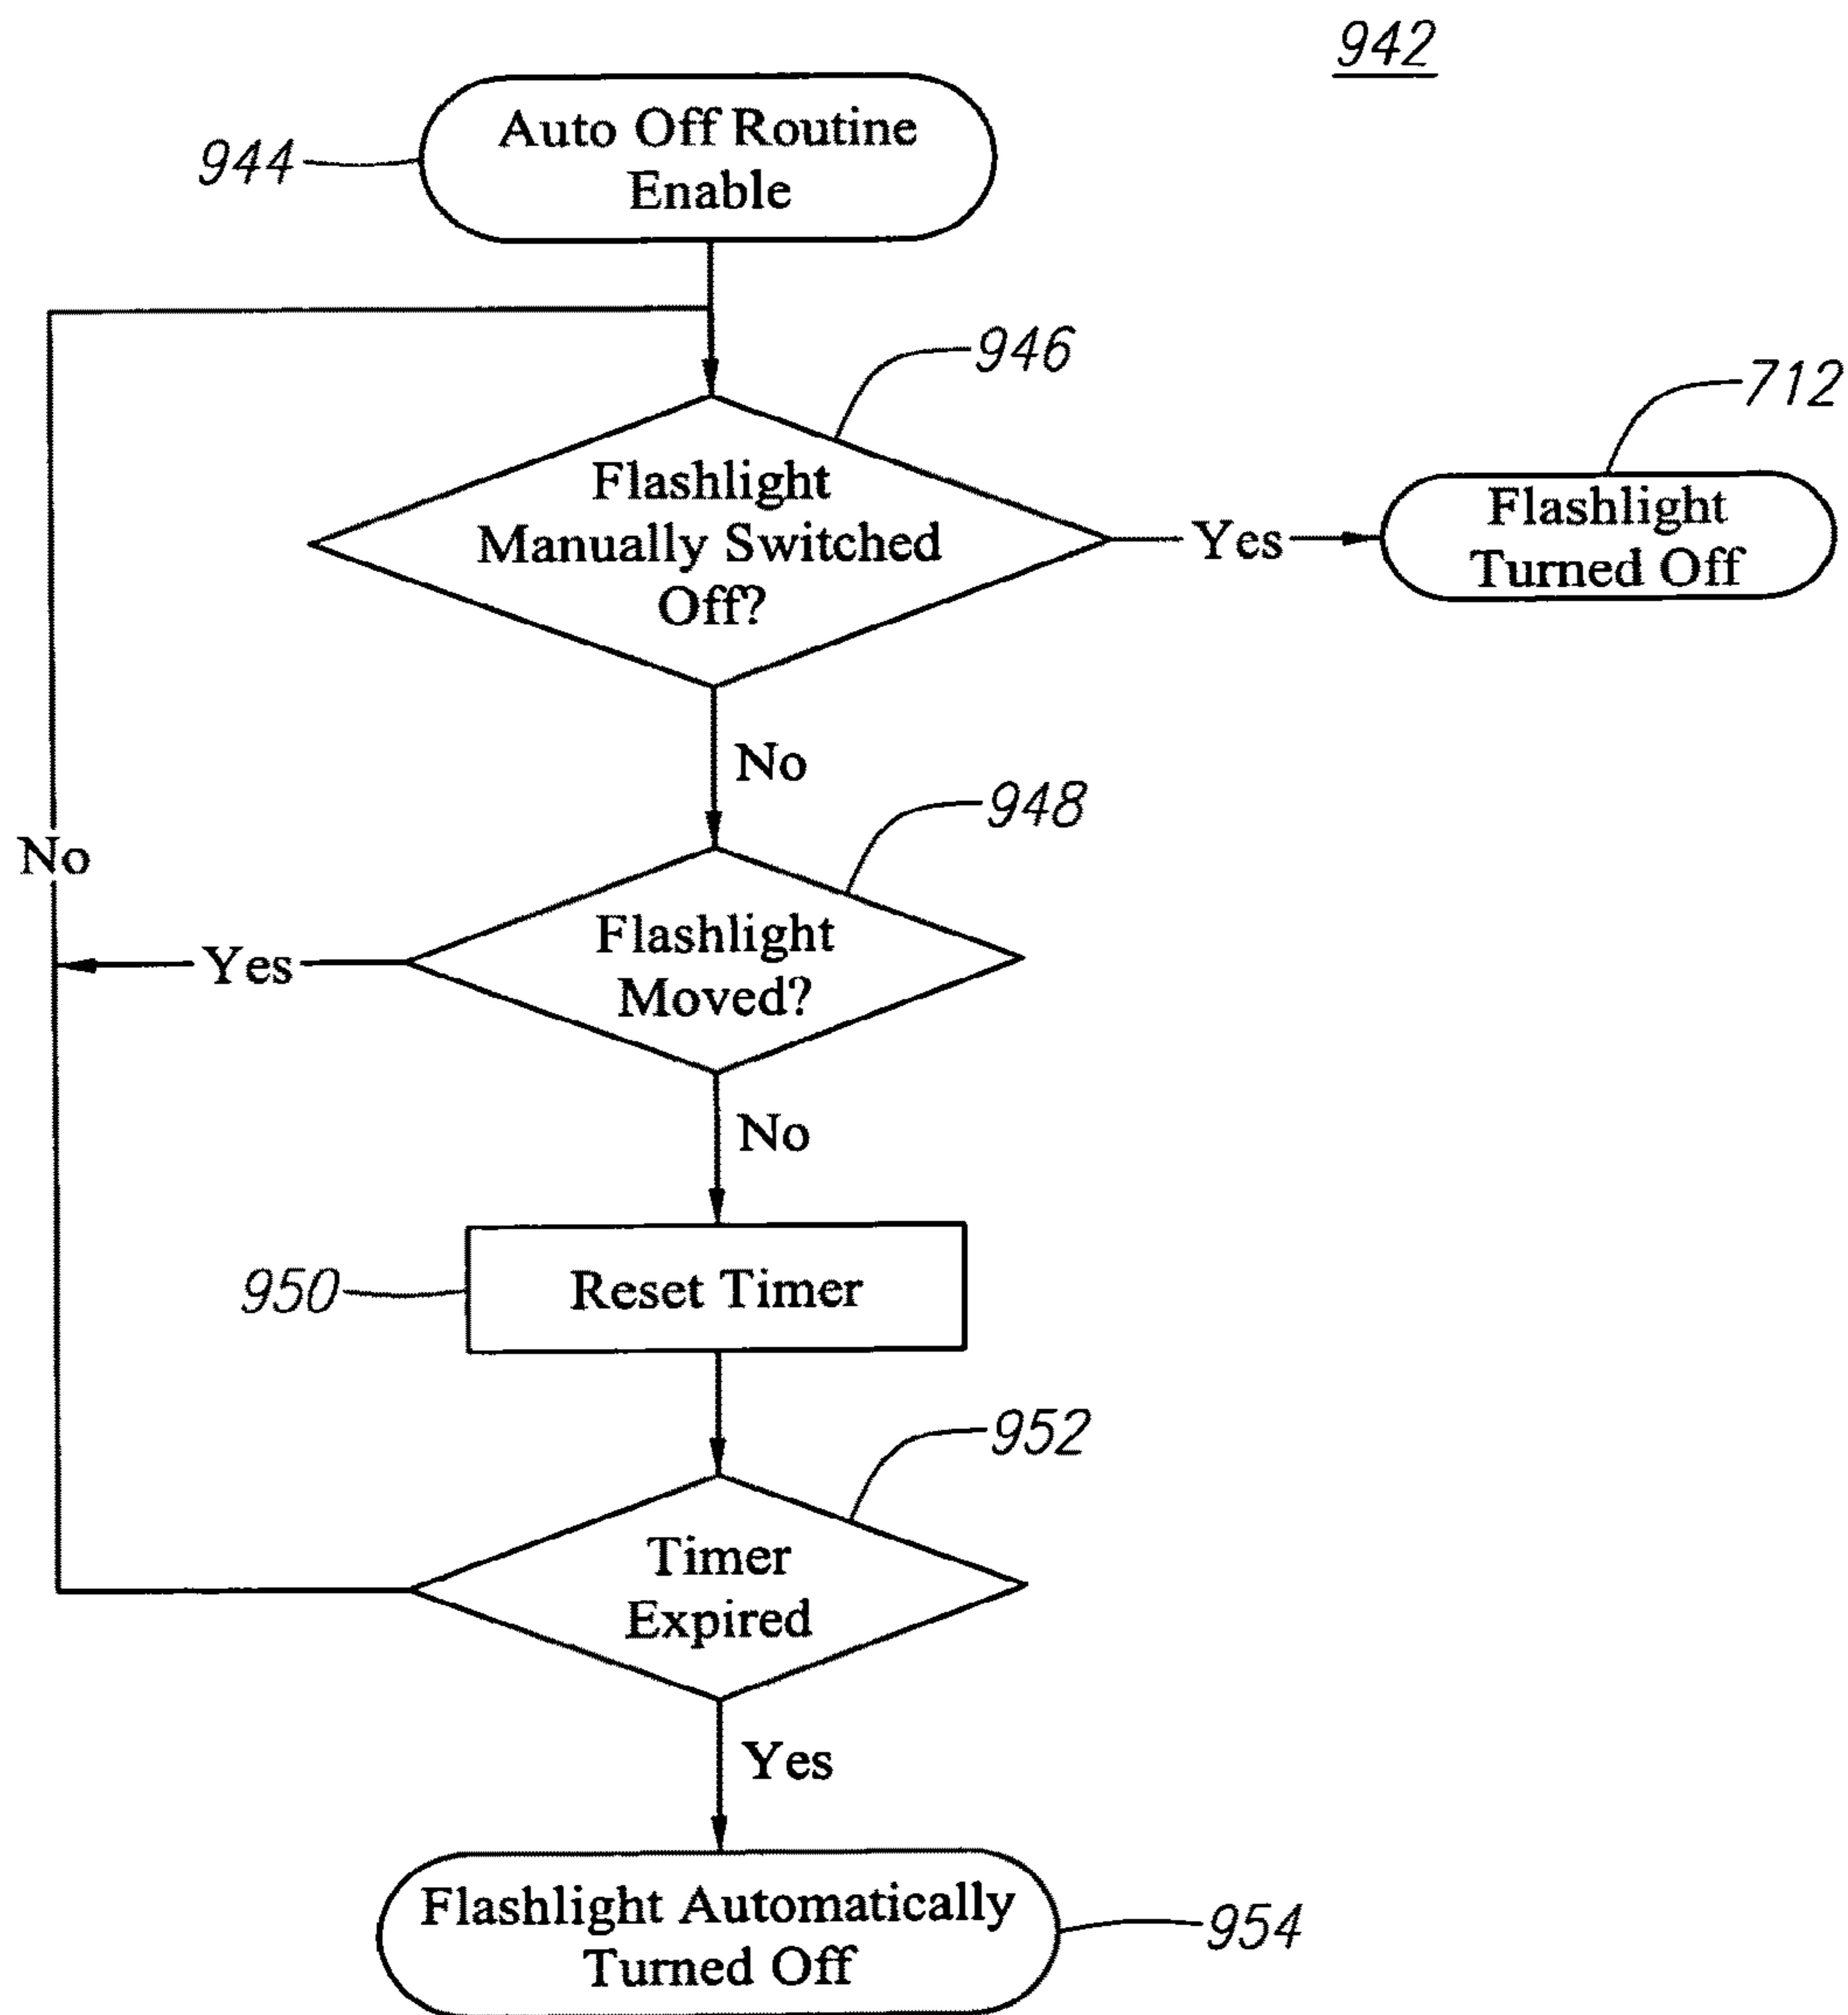 942
944
Auto Off Routine
Enable
946
712
Flashlight
Manually Switched
Off?
Yes
Flashlight
Turned Off
No
948
No
Flashlight
Moved?
Yes
No
950
Reset Timer
952
Timer
Expired
Yes
Flashlight Automatically
Turned Off
954